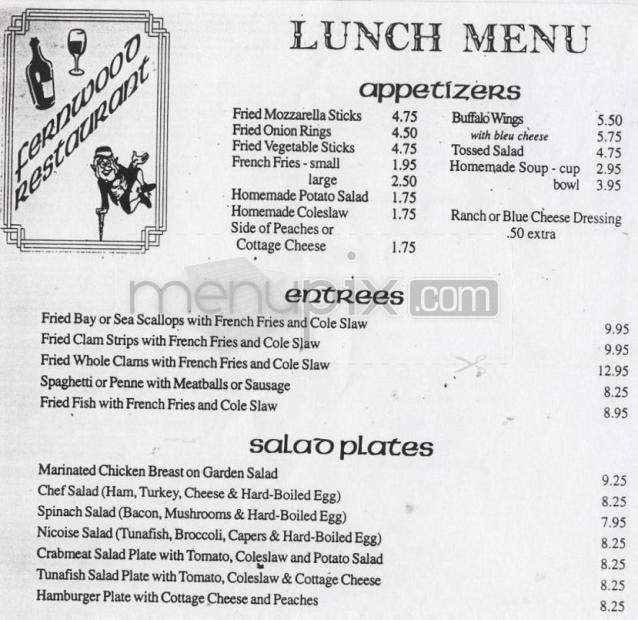 FERNWOOD
RESTAURANT
LUNCH MENU
appetizers
Fried Mozzarella Sticks 4.75
Fried Onion Rings 4.50
Fried Vegetable Sticks 4.75
French Fries - small 1.95
large 2.50
Homemade Potato Salad 1.75
Homemade Coleslaw 1.75
Side of Peaches or
Cottage Cheese 1.75
Buffalo Wings 5.50
with bleu cheese 5.75
Tossed Salad 4.75
Homemade Soup - cup 2.95
bowl 3.95
Ranch or Blue Cheese Dressing
.50 extra
menupix.com
entrees
Fried Bay or Sea Scallops with French Fries and Cole Slaw 9.95
Fried Clam Strips with French Fries and Cole Slaw 9.95
Fried Whole Clams with French Fries and Cole Slaw 12.95
Spaghetti or Penne with Meatballs or Sausage 8.25
Fried Fish with French Fries and Cole Slaw 8.95
salad plates
Marinated Chicken Breast on Garden Salad 9.25
Chef Salad (Ham, Turkey, Cheese & Hard-Boiled Egg) 8.25
Spinach Salad (Bacon, Mushrooms & Hard-Boiled Egg) 7.95
Nicoise Salad (Tunafish, Broccoli, Capers & Hard-Boiled Egg) 8.25
Crabmeat Salad Plate with Tomato, Coleslaw and Potato Salad 8.25
Tunafish Salad Plate with Tomato, Coleslaw & Cottage Cheese 8.25
Hamburger Plate with Cottage Cheese and Peaches 8.25